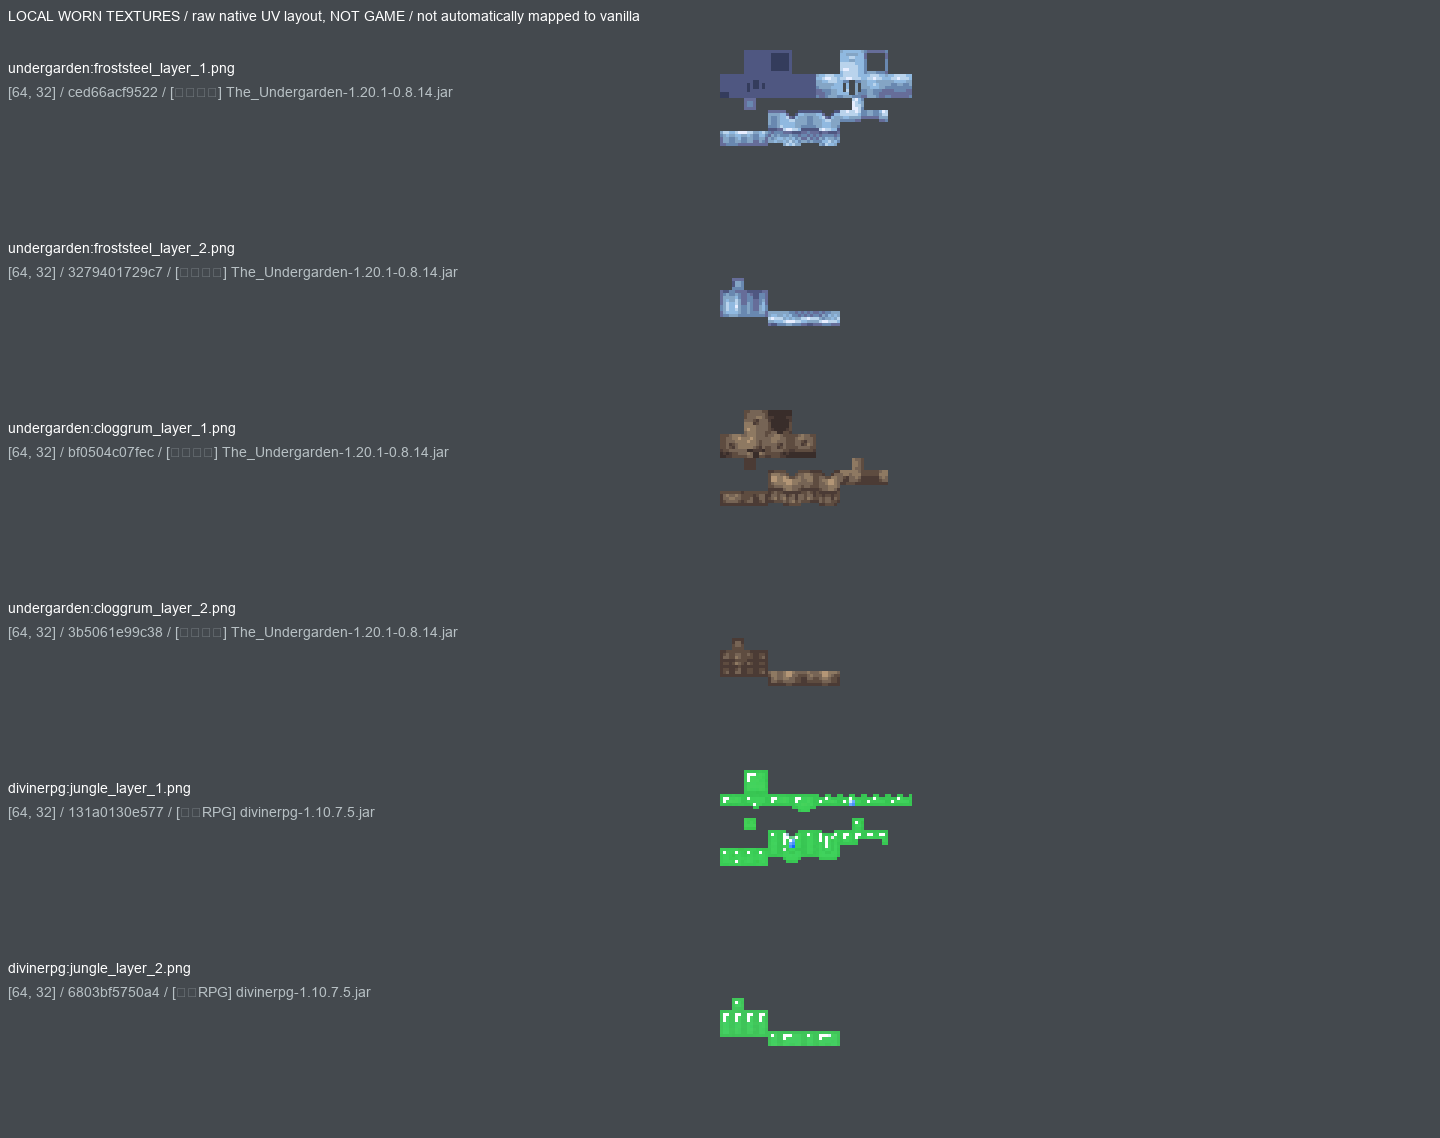 LOCAL WORN TEXTURES / raw native UV layout, NOT GAME / not automatically mapped to vanilla
undergarden:froststeel_layer_1.png
[64, 32] / ced66acf9522 / [□□□□] The_Undergarden-1.20.1-0.8.14.jar
undergarden:froststeel_layer_2.png
[64, 32] / 3279401729c7 / [□□□□] The_Undergarden-1.20.1-0.8.14.jar
undergarden:cloggrum_layer_1.png
[64, 32] / bf0504c07fec / [□□□□] The_Undergarden-1.20.1-0.8.14.jar
undergarden:cloggrum_layer_2.png
[64, 32] / 3b5061e99c38 / [□□□□] The_Undergarden-1.20.1-0.8.14.jar
divinerpg:jungle_layer_1.png
[64, 32] / 131a0130e577 / [□□RPG] divinerpg-1.10.7.5.jar
divinerpg:jungle_layer_2.png
[64, 32] / 6803bf5750a4 / [□□RPG] divinerpg-1.10.7.5.jar